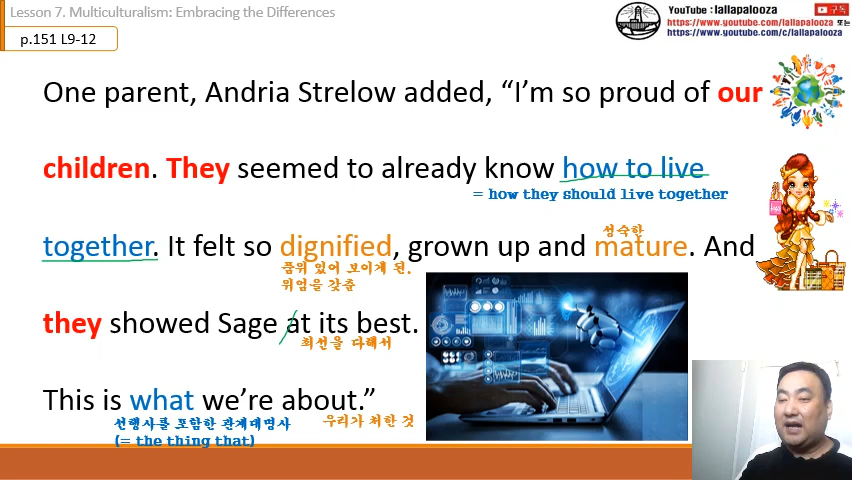 Lesson 7. Multiculturalism: Embracing the Differences
p.151 L9-12
YouTube : lallapalooza
구독
https://www.youtube.com/lallapalooza 또는
https://www.youtube.com/c/lallapalooza
One parent, Andria Strelow added, “I’m so proud of our
children. They seemed to already know how to live
= how they should live together
성숙한
together. It felt so dignified, grown up and mature. And
품위 있어 보이게 된.
위엄을 갖춤
they showed Sage at its best.
최선을 다해서
This is what we’re about.”
선행사를 포함한 관계대명사
우리가 처한 것
(= the thing that)